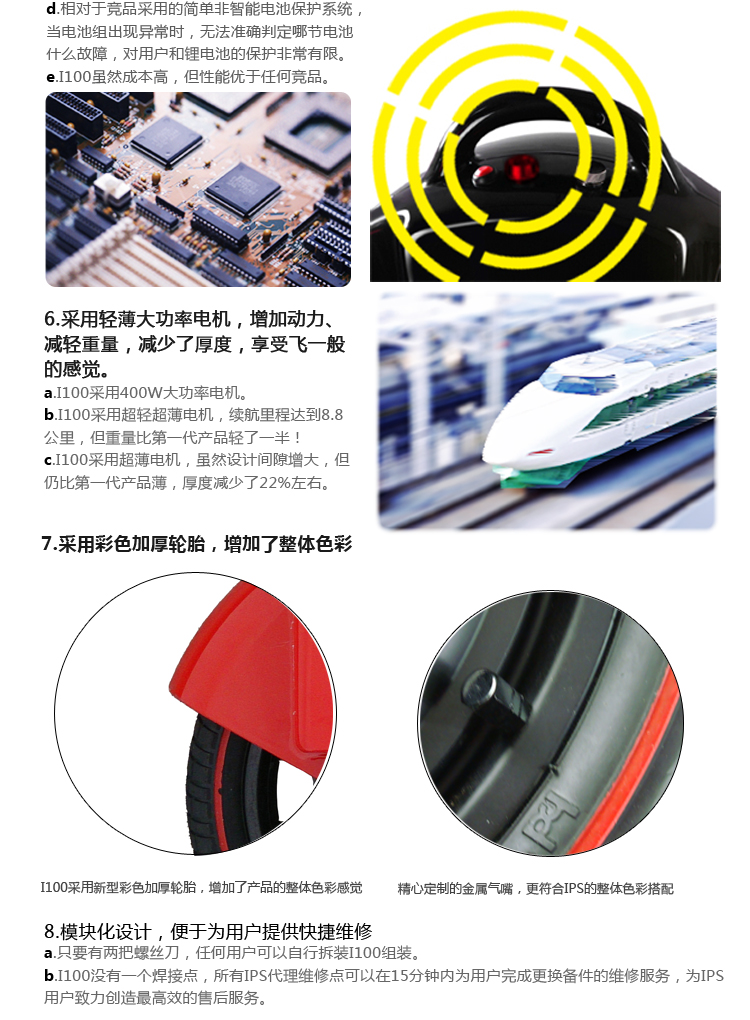 d.相对于竞品采用的简单非智能电池保护系统，
当电池组出现异常时，无法准确判定哪节电池
什么故障，对用户和锂电池的保护非常有限。
e.I100虽然成本高，但性能优于任何竞品。
6.采用轻薄大功率电机，增加动力、
减轻重量，减少了厚度，享受飞一般
的感觉。
a.I100采用400W大功率电机。
b.I100采用超轻超薄电机，续航里程达到8.8
公里，但重量比第一代产品轻了一半！
c.I100采用超薄电机，虽然设计间隙增大，但
仍比第一代产品薄，厚度减少了22%左右。
7.采用彩色加厚轮胎，增加了整体色彩
I100采用新型彩色加厚轮胎，增加了产品的整体色彩感觉
精心定制的金属气嘴，更符合IPS的整体色彩搭配
8.模块化设计，便于为用户提供快捷维修
a.只要有两把螺丝刀，任何用户可以自行拆装I100组装。
b.I100没有一个焊接点，所有IPS代理维修点可以在15分钟内为用户完成更换备件的维修服务，为IPS
用户致力创造最高效的售后服务。